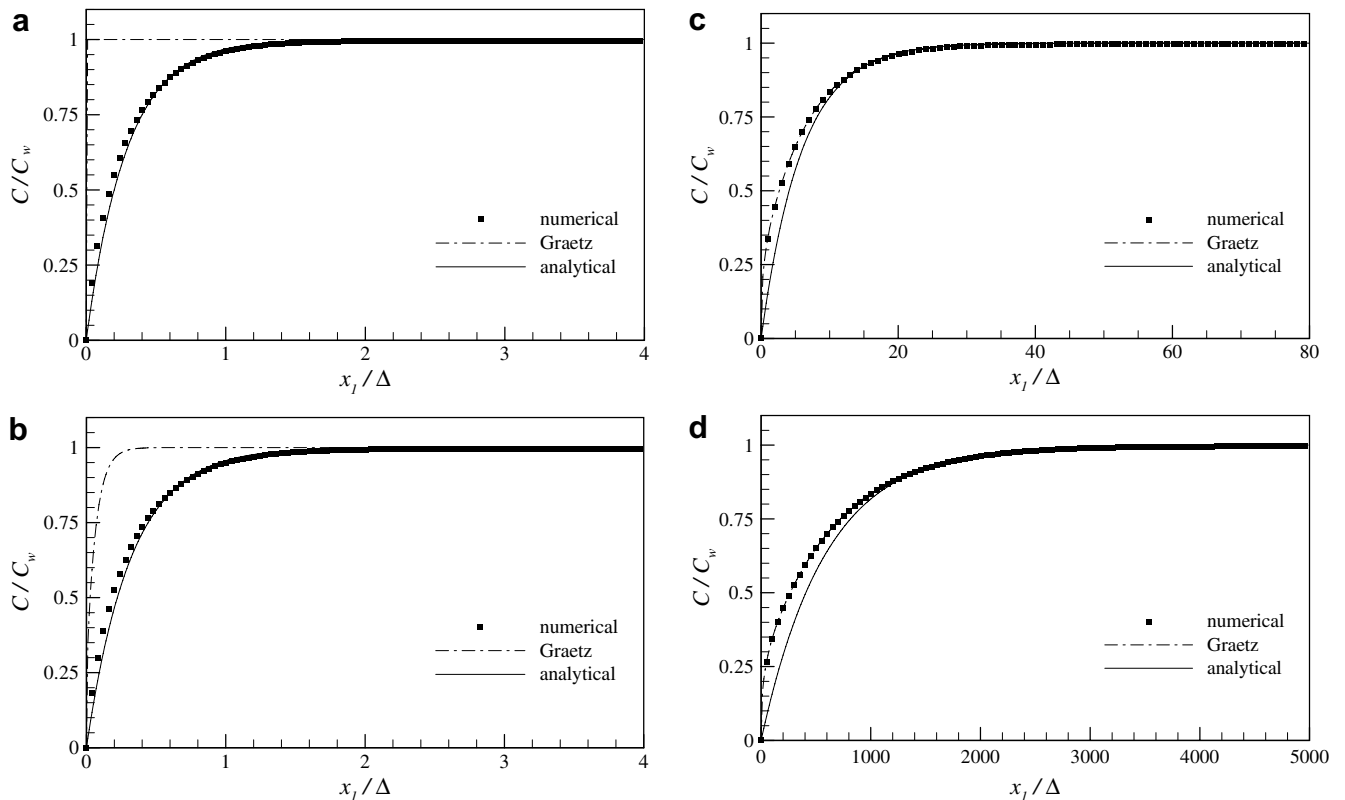 a
1
0.75
0.5
0.25
0
C / C_w
numerical
Graetz
analytical
0 1 2 3 4
x_1 / Δ
b
1
0.75
0.5
0.25
0
C / C_w
numerical
Graetz
analytical
0 1 2 3 4
x_1 / Δ
c
1
0.75
0.5
0.25
0
C / C_w
numerical
Graetz
analytical
0 20 40 60 80
x_1 / Δ
d
1
0.75
0.5
0.25
0
C / C_w
numerical
Graetz
analytical
0 1000 2000 3000 4000 5000
x_1 / Δ